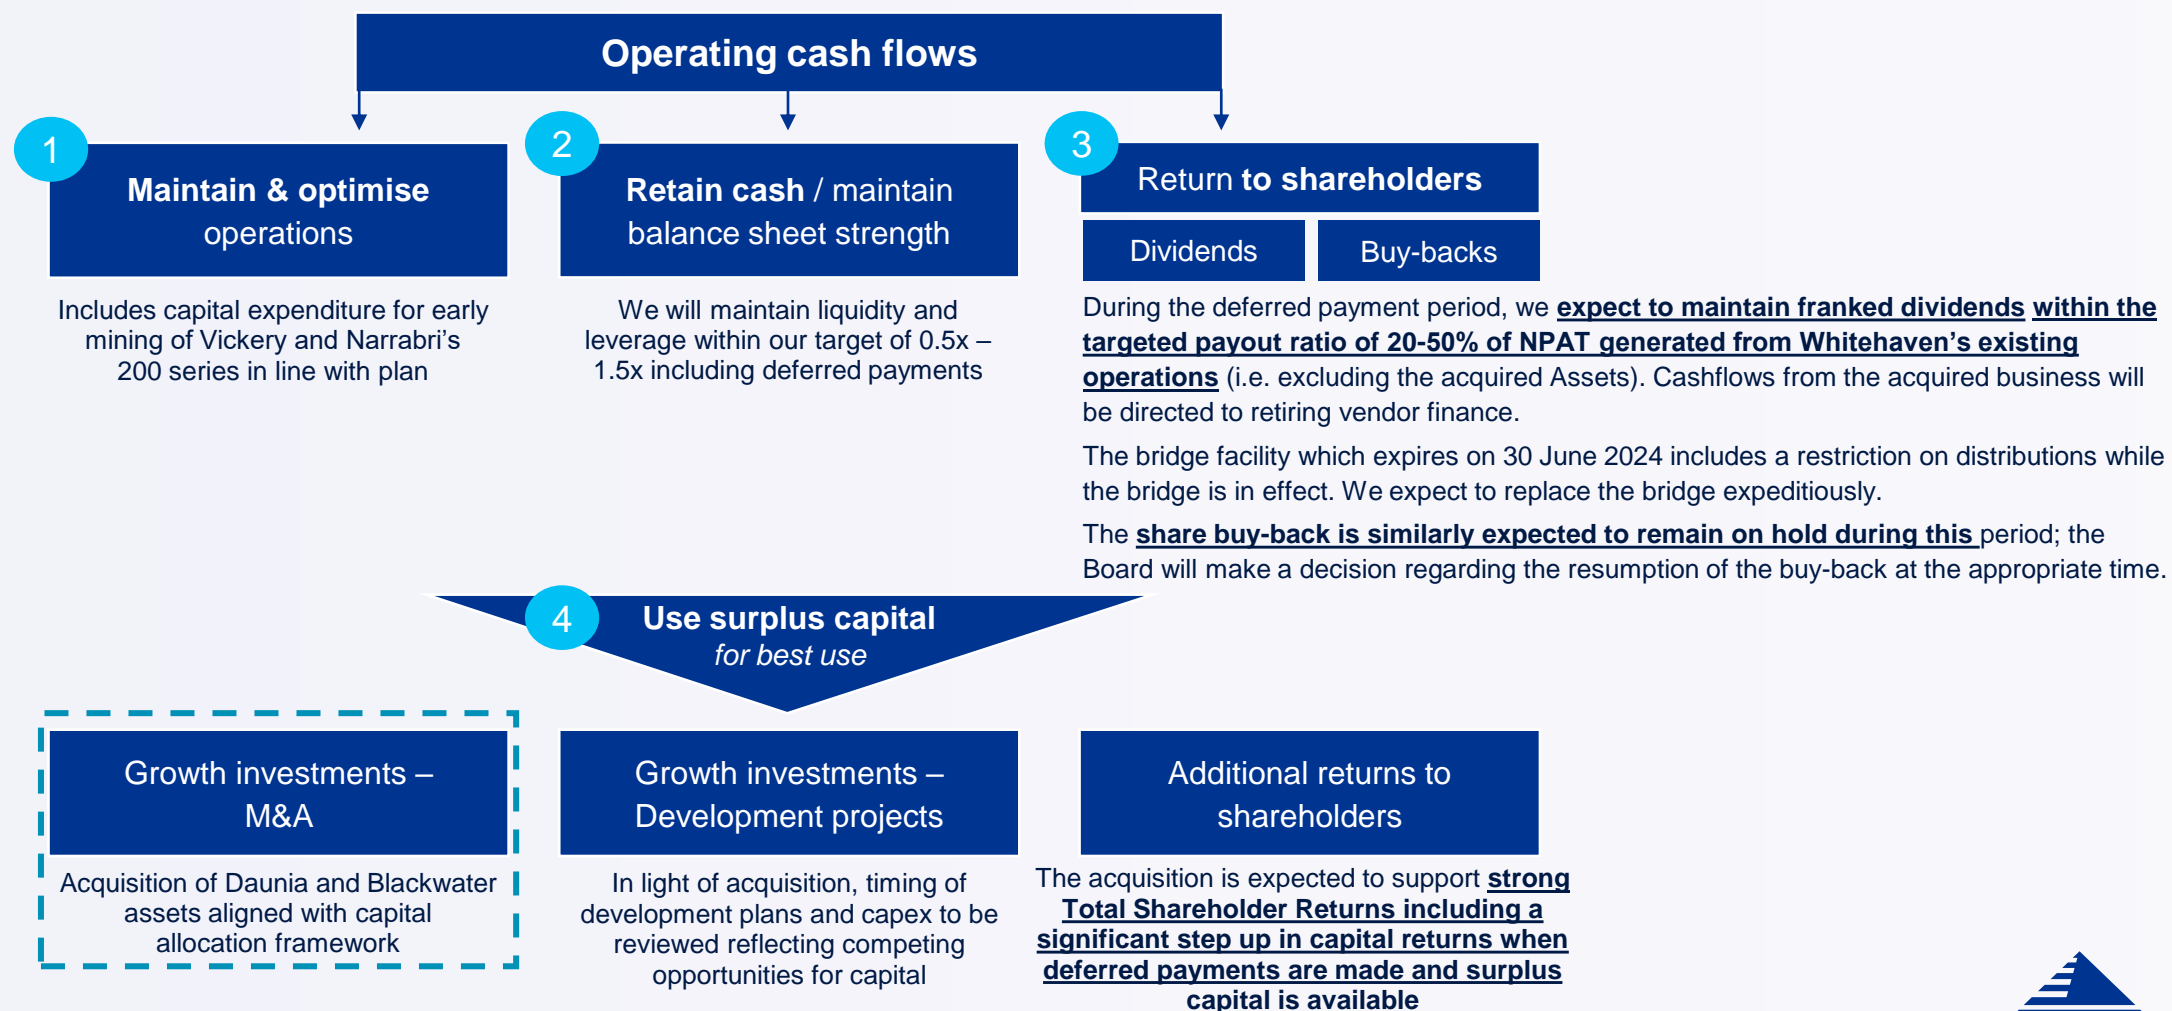 Operating cash flows
1
Maintain & optimise
operations
Includes capital expenditure for early
mining of Vickery and Narrabri’s
200 series in line with plan
2
Retain cash / maintain
balance sheet strength
We will maintain liquidity and
leverage within our target of 0.5x –
1.5x including deferred payments
3
Return to shareholders
Dividends
Buy-backs
During the deferred payment period, we expect to maintain franked dividends within the
targeted payout ratio of 20-50% of NPAT generated from Whitehaven’s existing
operations (i.e. excluding the acquired Assets). Cashflows from the acquired business will
be directed to retiring vendor finance.
The bridge facility which expires on 30 June 2024 includes a restriction on distributions while
the bridge is in effect. We expect to replace the bridge expeditiously.
The share buy-back is similarly expected to remain on hold during this period; the
Board will make a decision regarding the resumption of the buy-back at the appropriate time.
4
Use surplus capital
for best use
Growth investments –
M&A
Acquisition of Daunia and Blackwater
assets aligned with capital
allocation framework
Growth investments –
Development projects
In light of acquisition, timing of
development plans and capex to be
reviewed reflecting competing
opportunities for capital
Additional returns to
shareholders
The acquisition is expected to support strong
Total Shareholder Returns including a
significant step up in capital returns when
deferred payments are made and surplus
capital is available